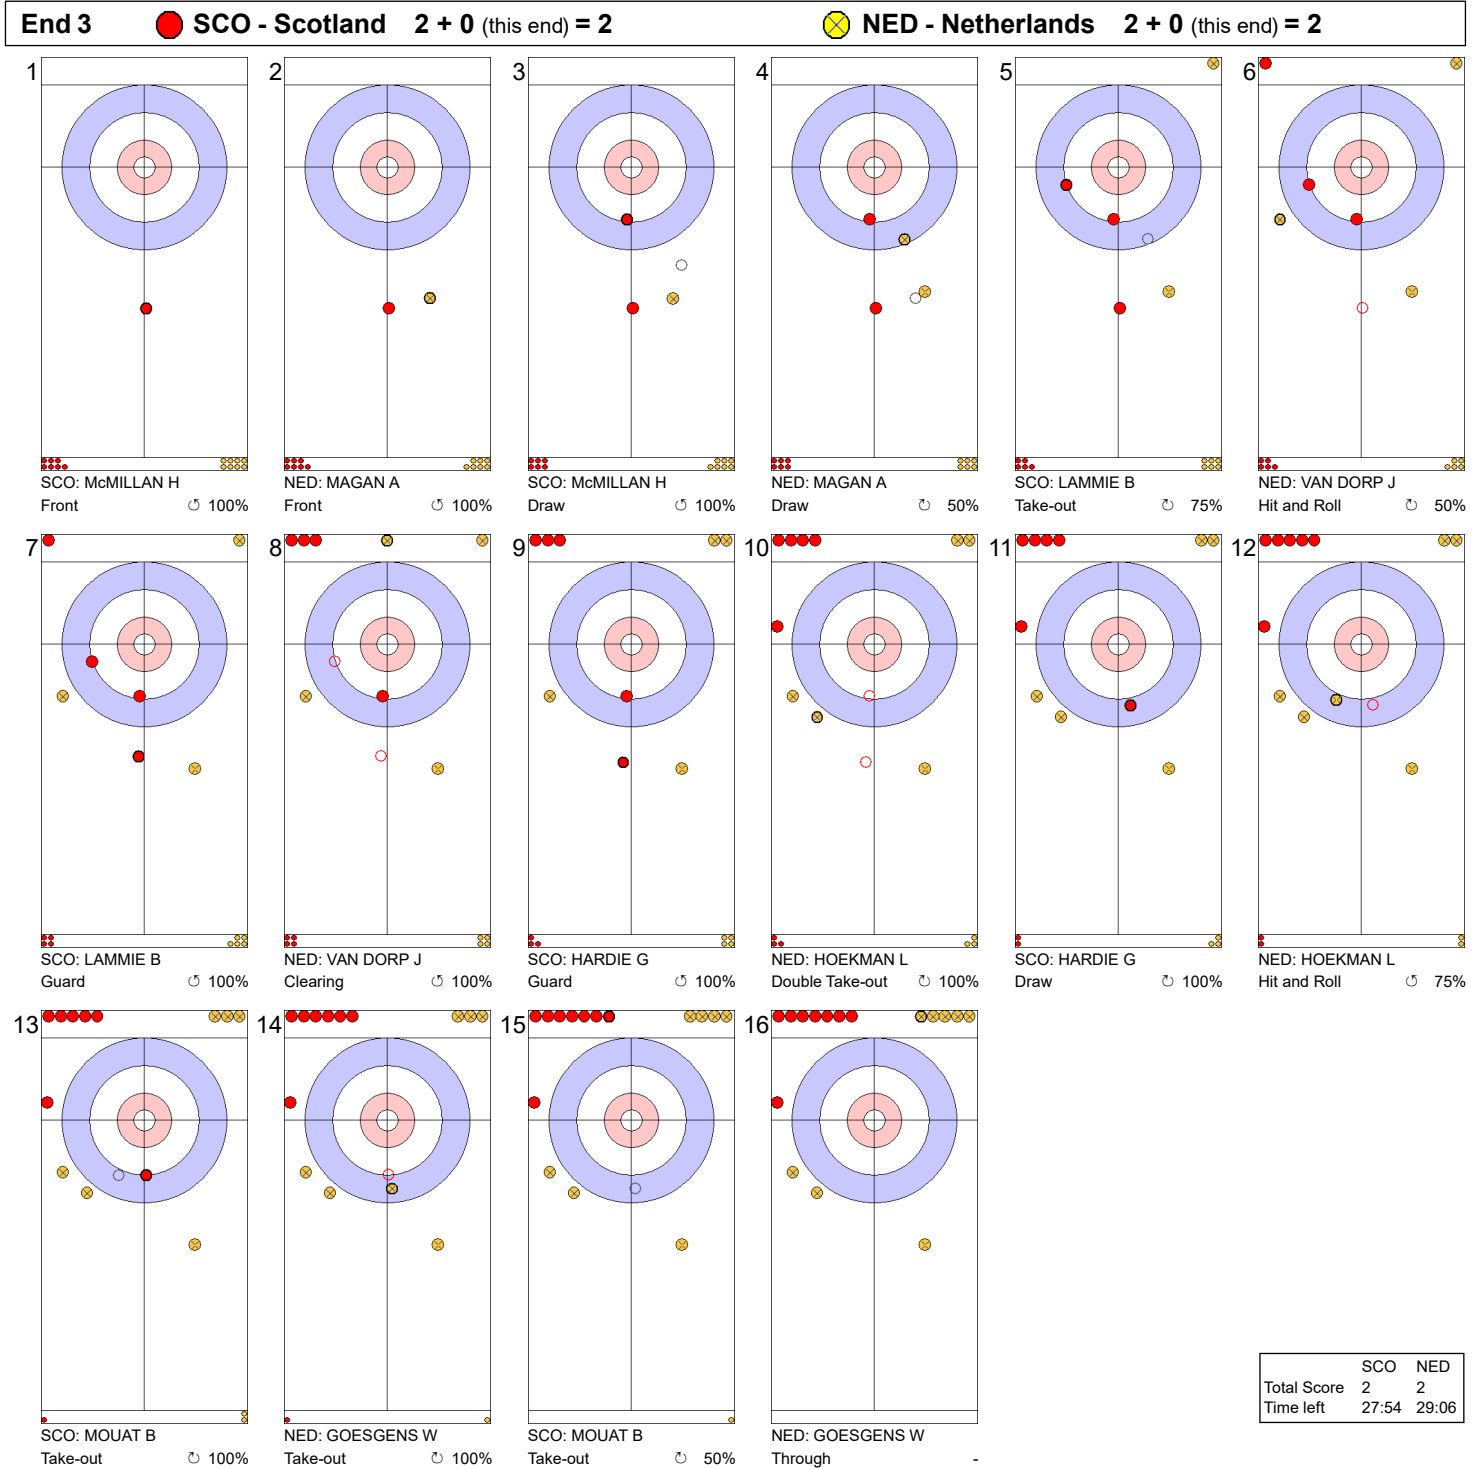 End 3 SCO - Scotland 2 + 0 (this end) = 2 NED - Netherlands 2 + 0 (this end) = 2
1 2 3 4 5 6
SCO: McMILLAN H NED: MAGAN A SCO: McMILLAN H NED: MAGAN A SCO: LAMMIE B NED: VAN DORP J
Front ↺ 100% Front ↺ 100% Draw ↺ 100% Draw ↻ 50% Take-out ↻ 75% Hit and Roll ↻ 50%
7 8 9 10 11 12
SCO: LAMMIE B NED: VAN DORP J SCO: HARDIE G NED: HOEKMAN L SCO: HARDIE G NED: HOEKMAN L
Guard ↺ 100% Clearing ↺ 100% Guard ↺ 100% Double Take-out ↻ 100% Draw ↻ 100% Hit and Roll ↺ 75%
13 14 15 16
SCO NED
Total Score 2 2
Time left 27:54 29:06
SCO: MOUAT B NED: GOESGENS W SCO: MOUAT B NED: GOESGENS W
Take-out ↻ 100% Take-out ↻ 100% Take-out ↻ 50% Through -